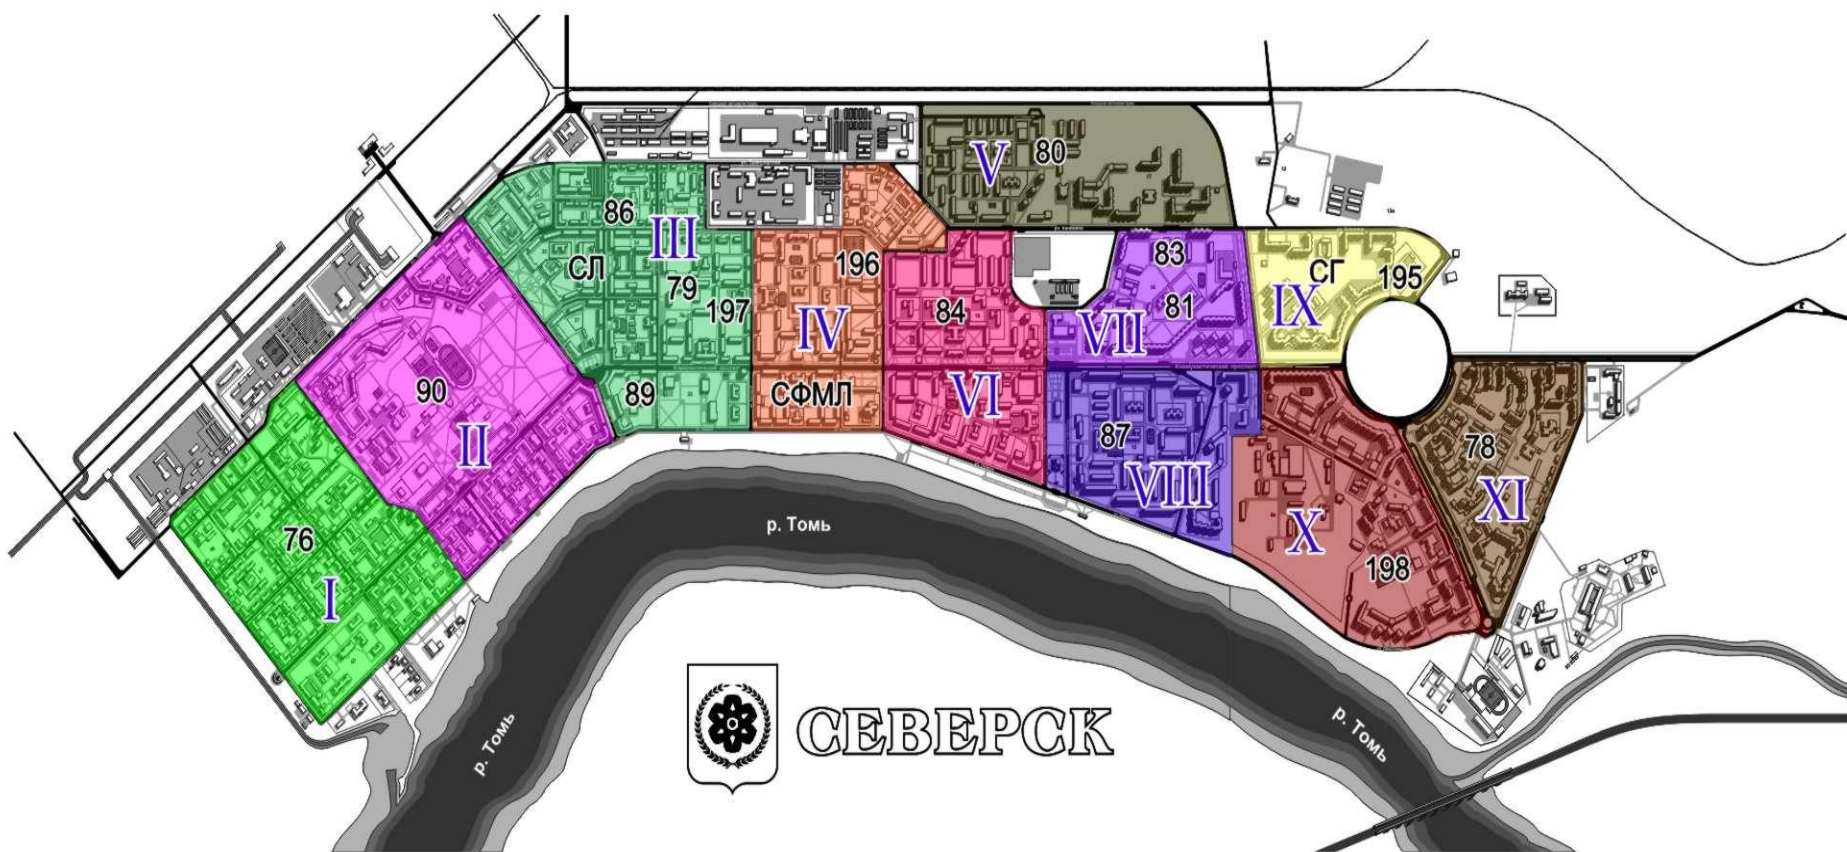 V
80
86
III
83
СЛ
196
СГ
195
79
81
197
84
IX
IV
VII
90
89
СФМЛ
VI
II
87
78
VIII
XI
76
X
р. Томь
198
I
р. Томь
р. Томь
СЕВЕРСК